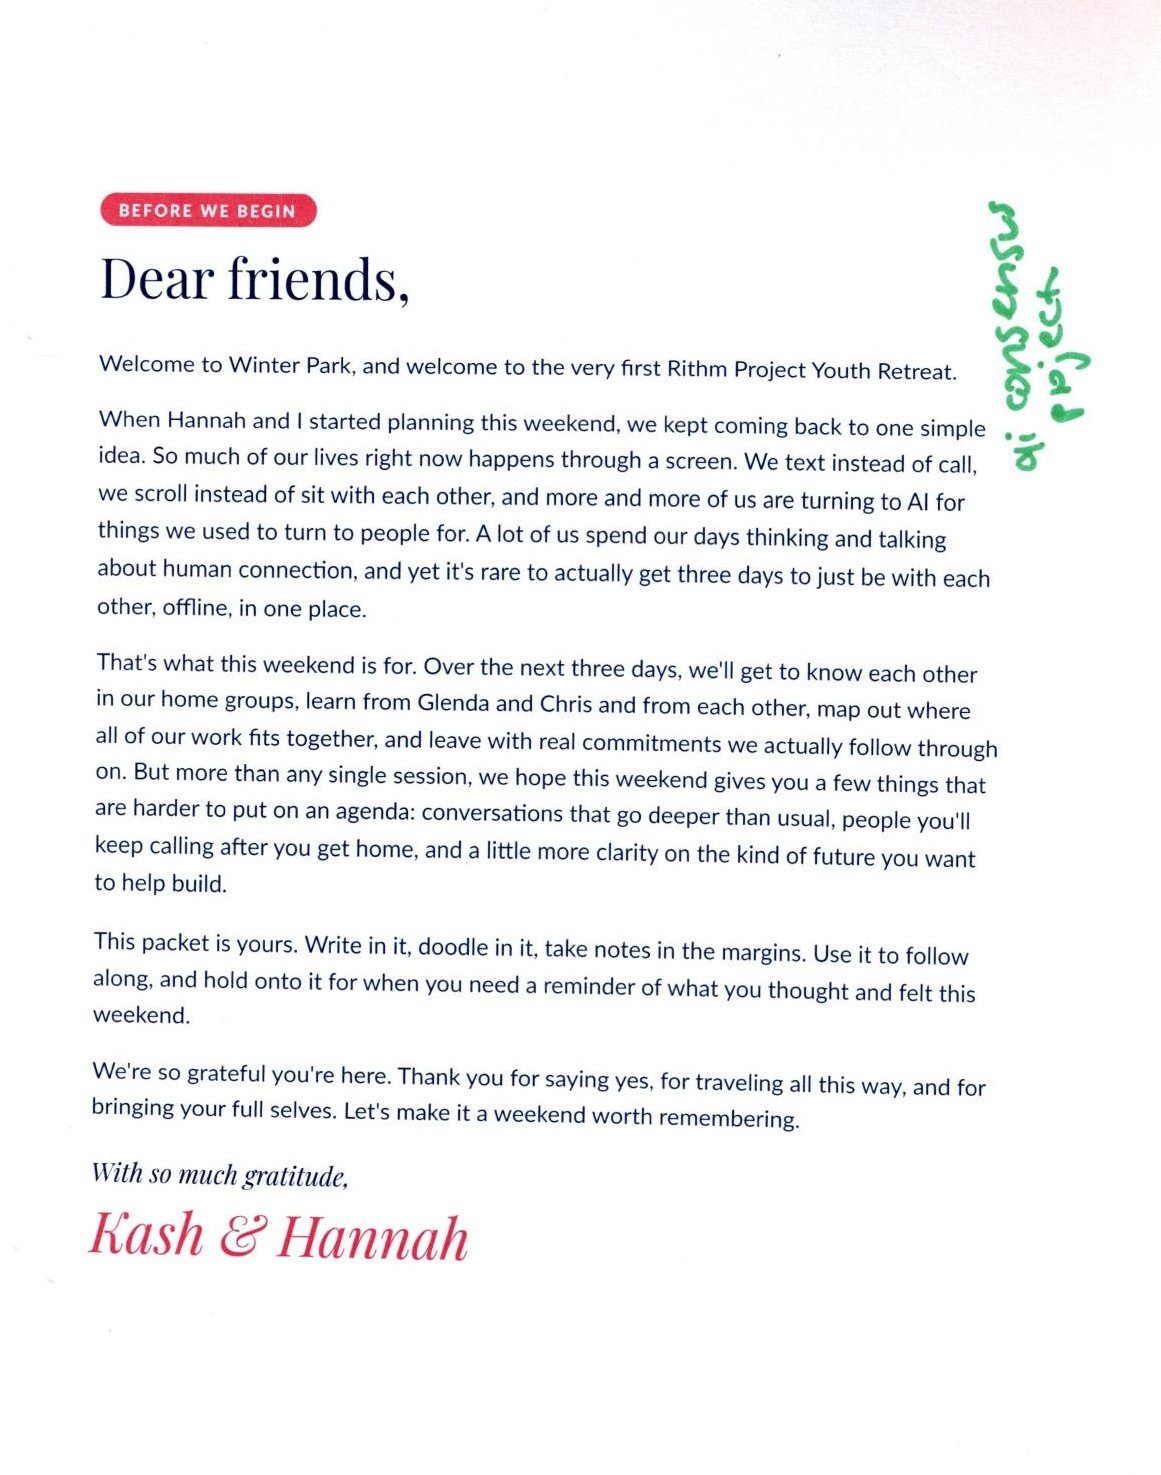 BEFORE WE BEGIN
Dear friends,
Welcome to Winter Park, and welcome to the very first Rithm Project Youth Retreat.
When Hannah and I started planning this weekend, we kept coming back to one simple
idea. So much of our lives right now happens through a screen. We text instead of call,
we scroll instead of sit with each other, and more and more of us are turning to AI for
things we used to turn to people for. A lot of us spend our days thinking and talking
about human connection, and yet it's rare to actually get three days to just be with each
other, offline, in one place.
That's what this weekend is for. Over the next three days, we'll get to know each other
in our home groups, learn from Glenda and Chris and from each other, map out where
all of our work fits together, and leave with real commitments we actually follow through
on. But more than any single session, we hope this weekend gives you a few things that
are harder to put on an agenda: conversations that go deeper than usual, people you'll
keep calling after you get home, and a little more clarity on the kind of future you want
to help build.
This packet is yours. Write in it, doodle in it, take notes in the margins. Use it to follow
along, and hold onto it for when you need a reminder of what you thought and felt this
weekend.
We're so grateful you're here. Thank you for saying yes, for traveling all this way, and for
bringing your full selves. Let's make it a weekend worth remembering.
With so much gratitude,
Kash & Hannah
project